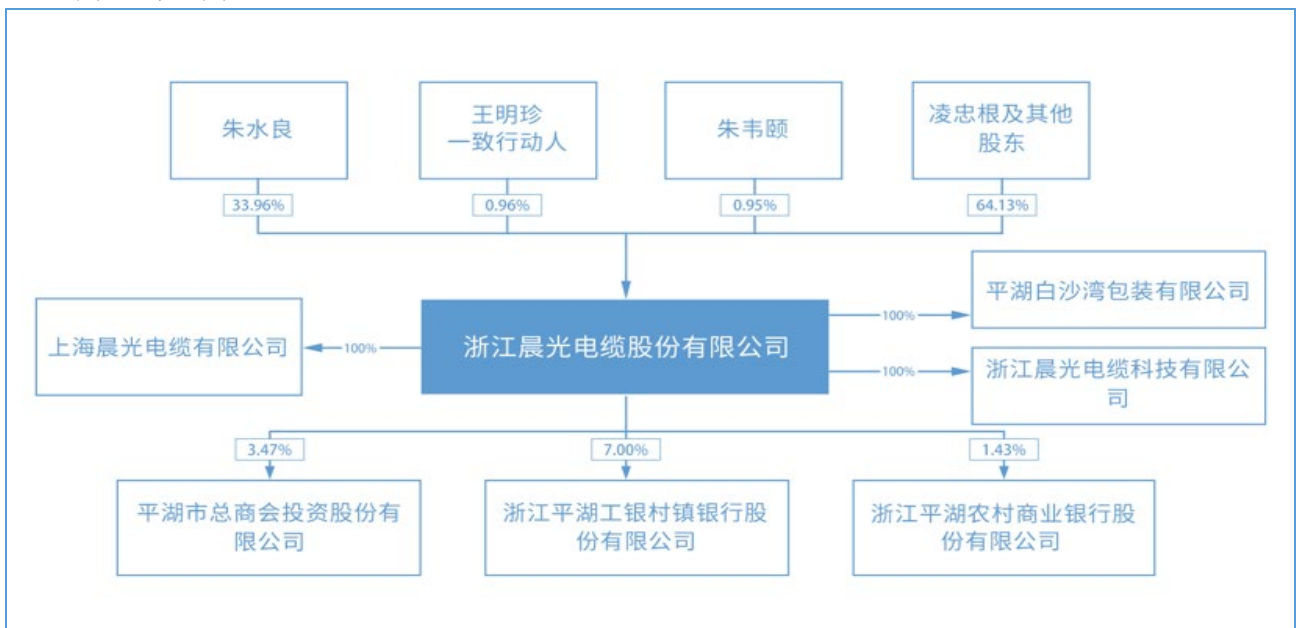 朱水良
王明珍
一致行动人
朱韦颐
凌忠根及其他
股东
33.96%
0.96%
0.95%
64.13%
平湖白沙湾包装有限公司
100%
上海晨光电缆有限公司
100%
浙江晨光电缆股份有限公司
100%
浙江晨光电缆科技有限公
司
3.47%
7.00%
1.43%
平湖市总商会投资股份有
限公司
浙江平湖工银村镇银行股
份有限公司
浙江平湖农村商业银行股
份有限公司